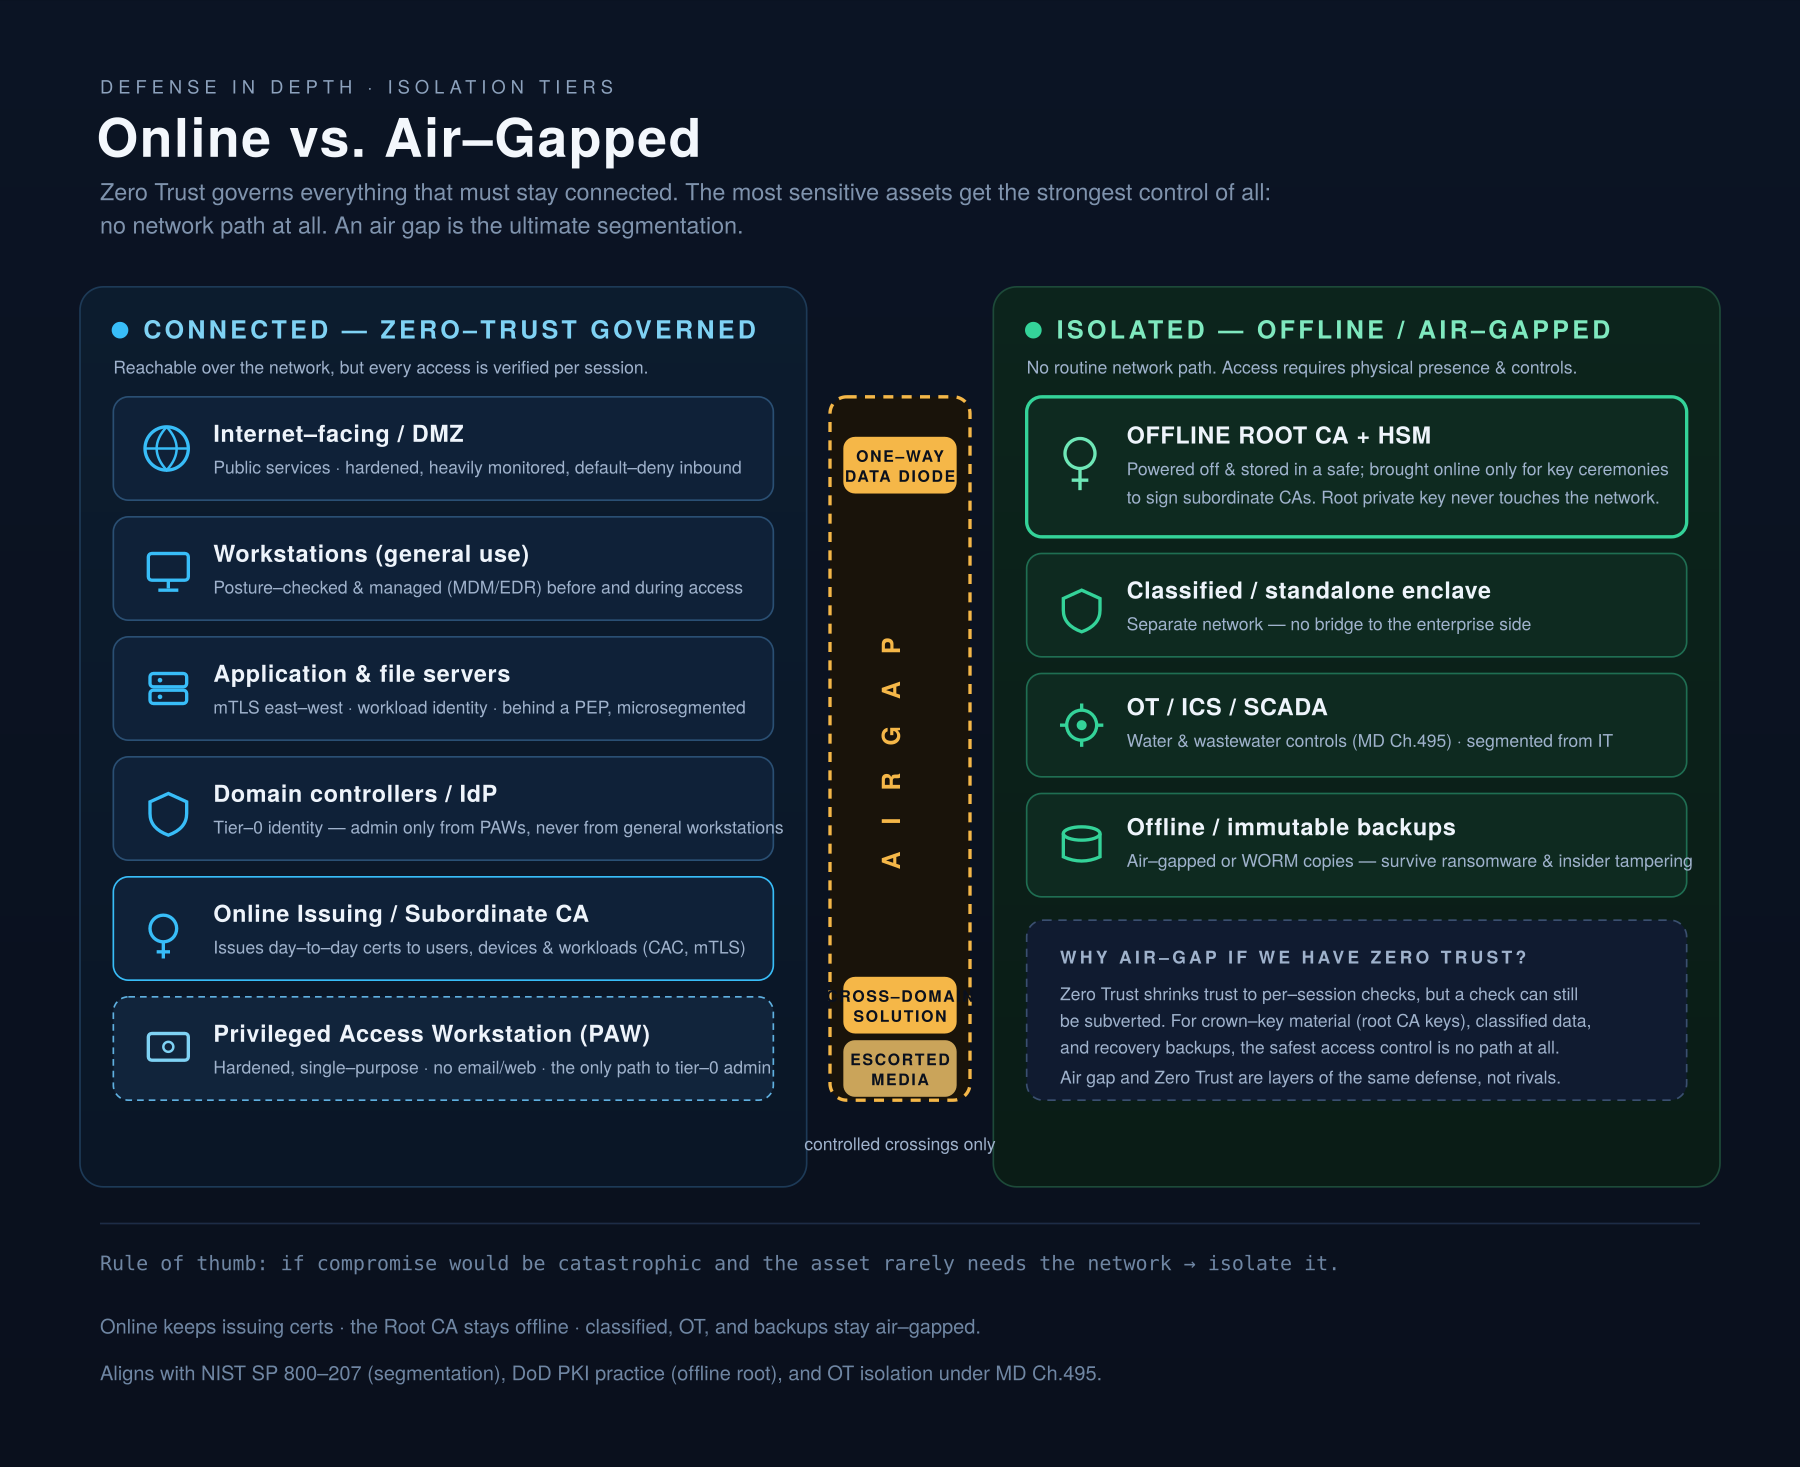 DEFENSE IN DEPTH · ISOLATION TIERS
Online vs. Air–Gapped
Zero Trust governs everything that must stay connected. The most sensitive assets get the strongest control of all:
no network path at all. An air gap is the ultimate segmentation.
CONNECTED — ZERO–TRUST GOVERNED
Reachable over the network, but every access is verified per session.
Internet–facing / DMZ
Public services · hardened, heavily monitored, default–deny inbound
Workstations (general use)
Posture–checked & managed (MDM/EDR) before and during access
Application & file servers
mTLS east–west · workload identity · behind a PEP, microsegmented
Domain controllers / IdP
Tier–0 identity — admin only from PAWs, never from general workstations
Online Issuing / Subordinate CA
Issues day–to–day certs to users, devices & workloads (CAC, mTLS)
Privileged Access Workstation (PAW)
Hardened, single–purpose · no email/web · the only path to tier–0 admin
ONE–WAY
DATA DIODE
A I R G A P
ROSS–DOMA
SOLUTION
ESCORTED
MEDIA
controlled crossings only
ISOLATED — OFFLINE / AIR–GAPPED
No routine network path. Access requires physical presence & controls.
OFFLINE ROOT CA + HSM
Powered off & stored in a safe; brought online only for key ceremonies
to sign subordinate CAs. Root private key never touches the network.
Classified / standalone enclave
Separate network — no bridge to the enterprise side
OT / ICS / SCADA
Water & wastewater controls (MD Ch.495) · segmented from IT
Offline / immutable backups
Air–gapped or WORM copies — survive ransomware & insider tampering
WHY AIR–GAP IF WE HAVE ZERO TRUST?
Zero Trust shrinks trust to per–session checks, but a check can still
be subverted. For crown–key material (root CA keys), classified data,
and recovery backups, the safest access control is no path at all.
Air gap and Zero Trust are layers of the same defense, not rivals.
Rule of thumb: if compromise would be catastrophic and the asset rarely needs the network → isolate it.
Online keeps issuing certs · the Root CA stays offline · classified, OT, and backups stay air–gapped.
Aligns with NIST SP 800–207 (segmentation), DoD PKI practice (offline root), and OT isolation under MD Ch.495.